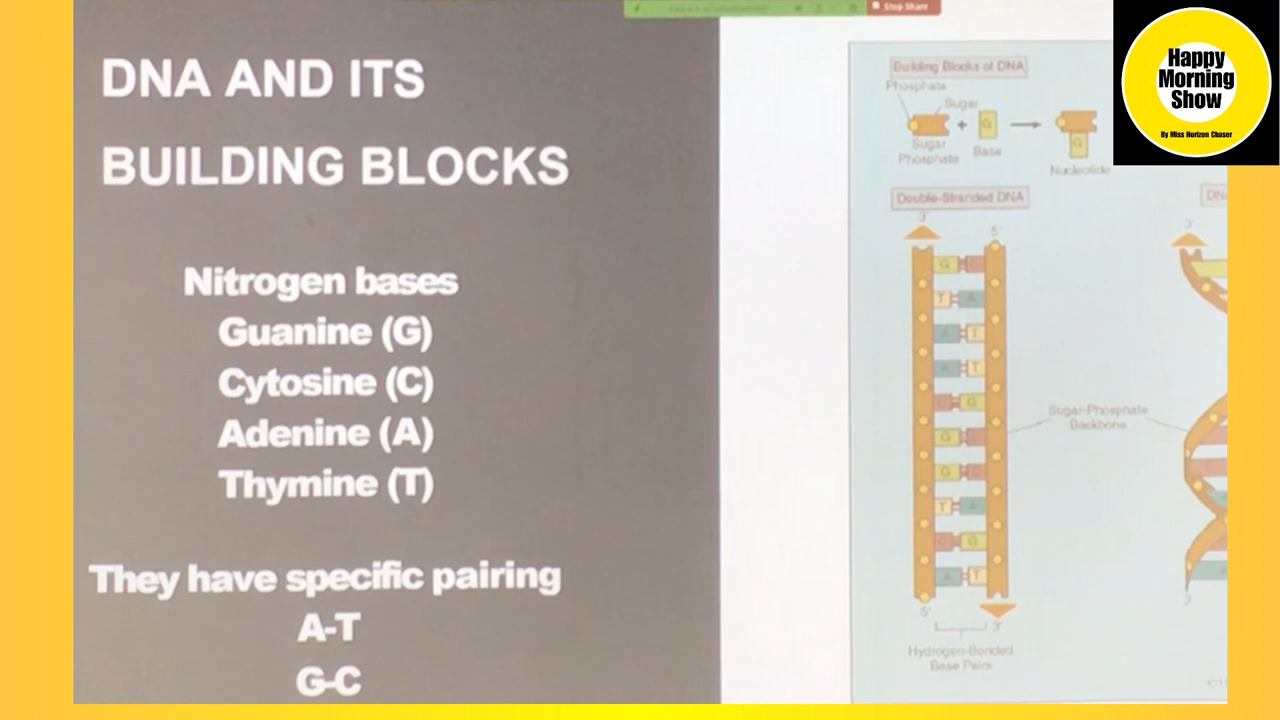 Stop Share
DNA AND ITS
BUILDING BLOCKS
Nitrogen bases
Guanine (G)
Cytosine (C)
Adenine (A)
Thymine (T)
They have specific pairing
A-T
G-C
Building Blocks of DNA
Phosphate
Sugar
+ G
Sugar
Phosphate
Base
G
Nucleotide
Double-Stranded DNA
3'
5'
G C
T A
A T
A T
C G
G C
G C
T A
C G
A T
5'
3'
Hydrogen-Bonded
Base Pairs
Sugar-Phosphate
Backbone
DN
3'
3'
Happy
Morning
Show
By Miss Horizon Chaser